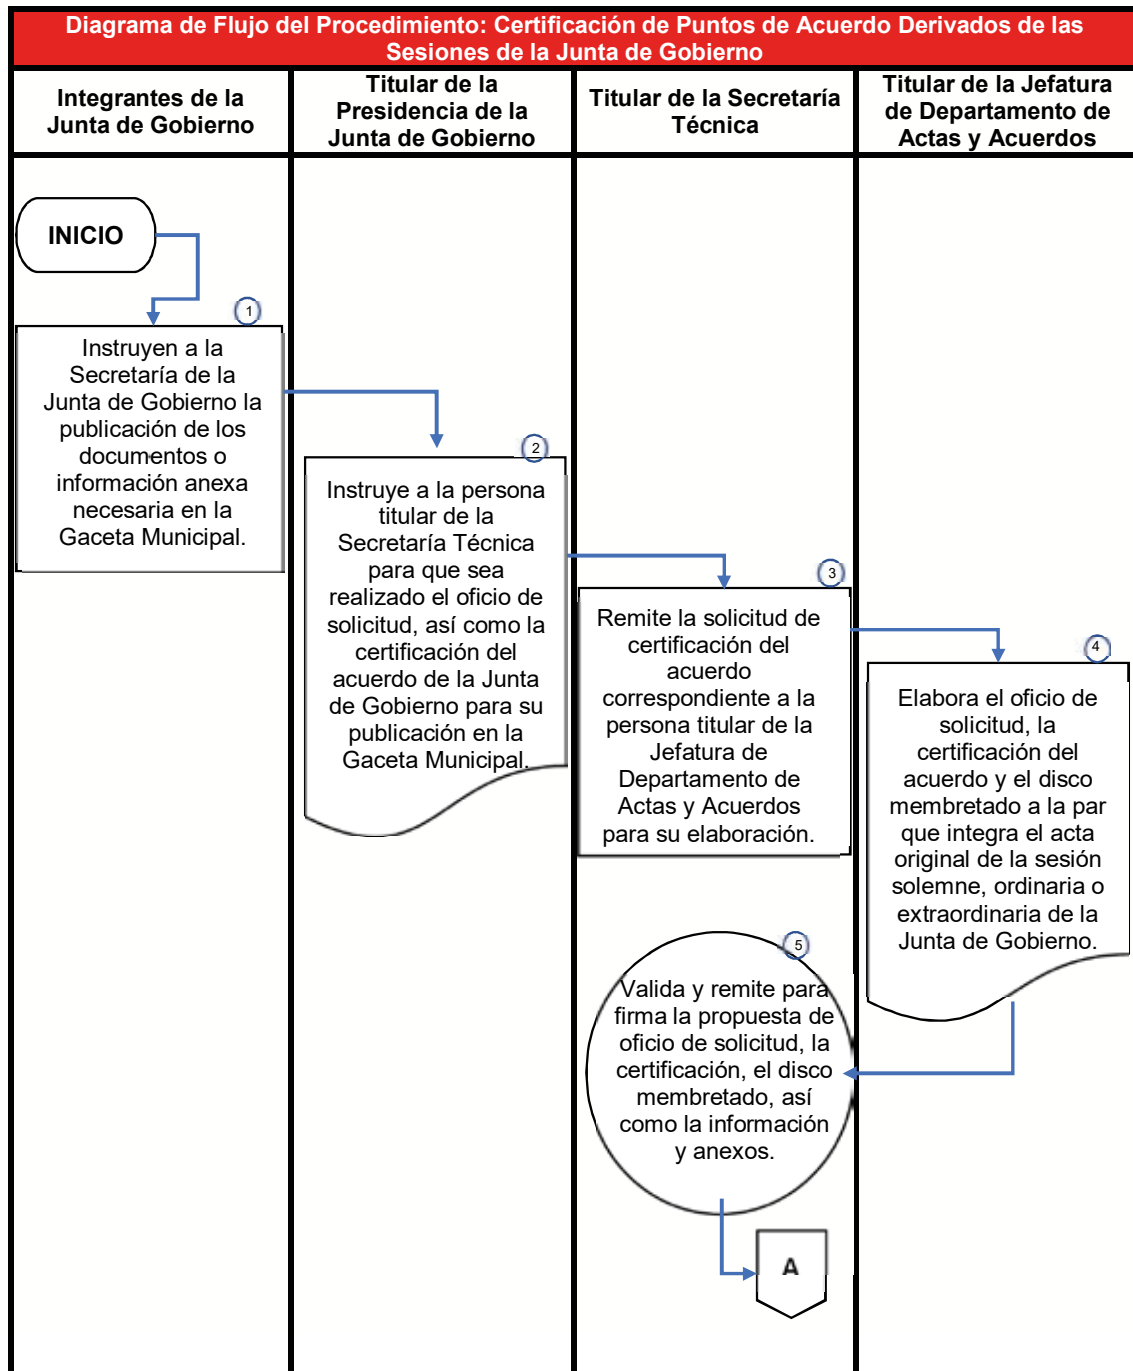 Diagrama de Flujo del Procedimiento: Certificación de Puntos de Acuerdo Derivados de las
Sesiones de la Junta de Gobierno
Integrantes de la
Junta de Gobierno
Titular de la
Presidencia de la
Junta de Gobierno
Titular de la Secretaría
Técnica
Titular de la Jefatura
de Departamento de
Actas y Acuerdos
INICIO
1
Instruyen a la
Secretaría de la
Junta de Gobierno la
publicación de los
documentos o
información anexa
necesaria en la
Gaceta Municipal.
2
Instruye a la persona
titular de la
Secretaría Técnica
para que sea
realizado el oficio de
solicitud, así como la
certificación del
acuerdo de la Junta
de Gobierno para su
publicación en la
Gaceta Municipal.
3
Remite la solicitud de
certificación del
acuerdo
correspondiente a la
persona titular de la
Jefatura de
Departamento de
Actas y Acuerdos
para su elaboración.
4
Elabora el oficio de
solicitud, la
certificación del
acuerdo y el disco
membretado a la par
que integra el acta
original de la sesión
solemne, ordinaria o
extraordinaria de la
Junta de Gobierno.
5
Valida y remite para
firma la propuesta de
oficio de solicitud, la
certificación, el disco
membretado, así
como la información
y anexos.
A